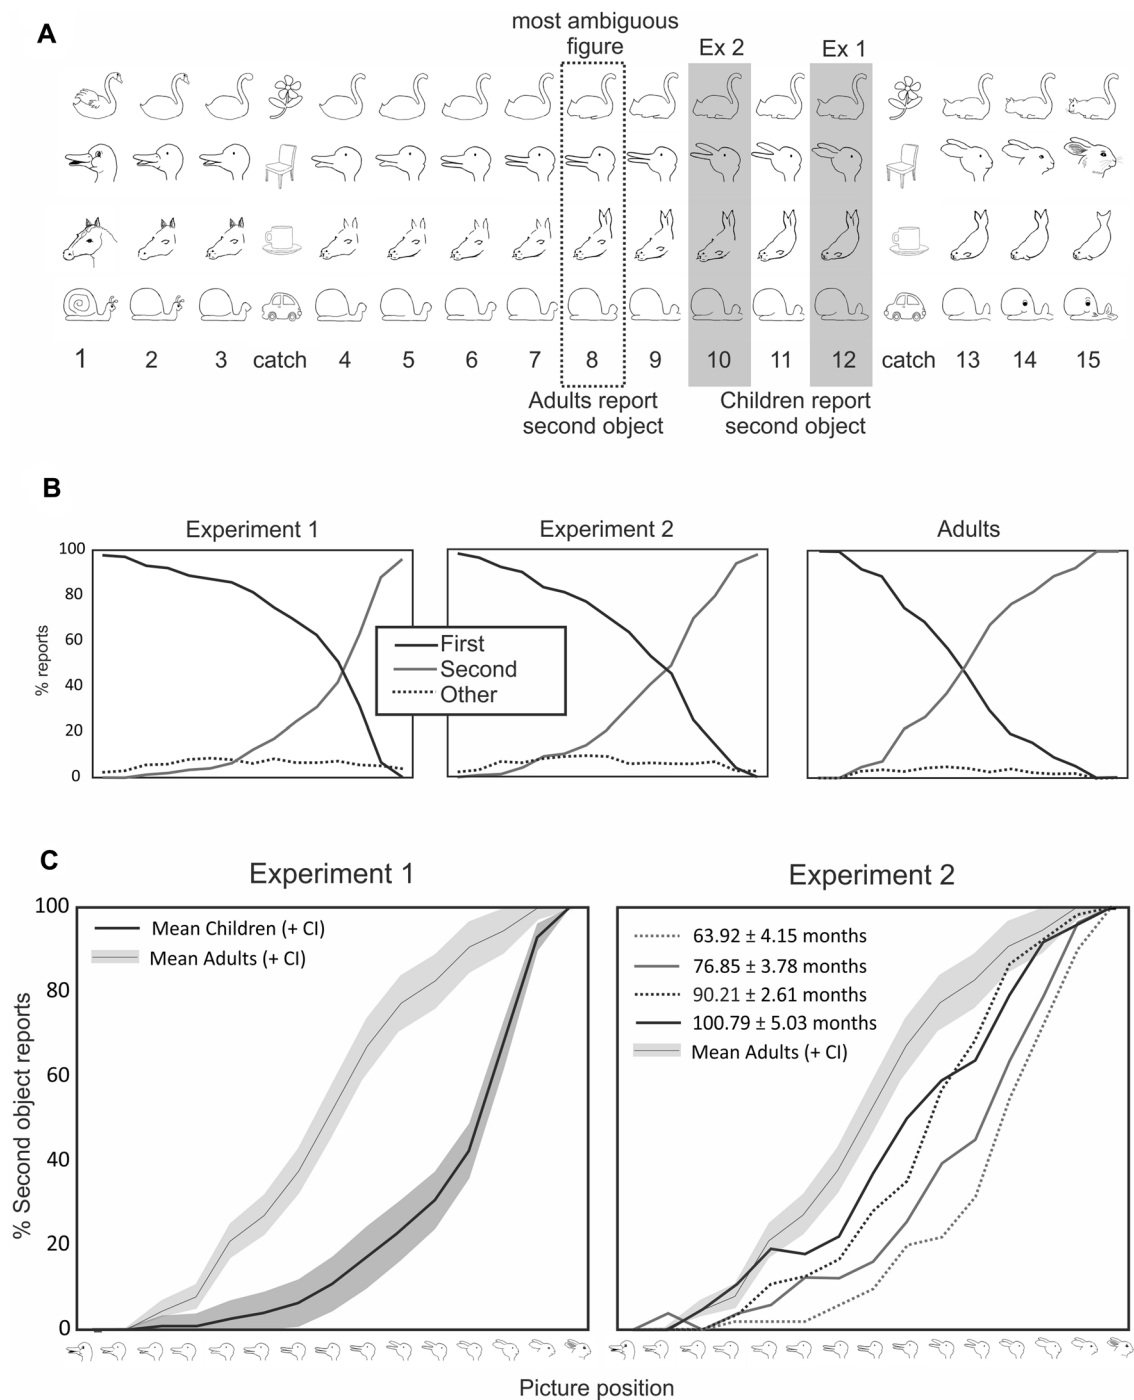 A
most ambiguous
figure
Ex 2
Ex 1
1 2 3 catch 4 5 6 7 8 9 10 11 12 catch 13 14 15
Adults report
second object
Children report
second object
B
Experiment 1
Experiment 2
Adults
% reports
100
80
60
40
20
0
First
Second
Other
C
Experiment 1
Experiment 2
% Second object reports
100
80
60
40
20
0
Mean Children (+ CI)
Mean Adults (+ CI)
63.92 ± 4.15 months
76.85 ± 3.78 months
90.21 ± 2.61 months
100.79 ± 5.03 months
Mean Adults (+ CI)
Picture position